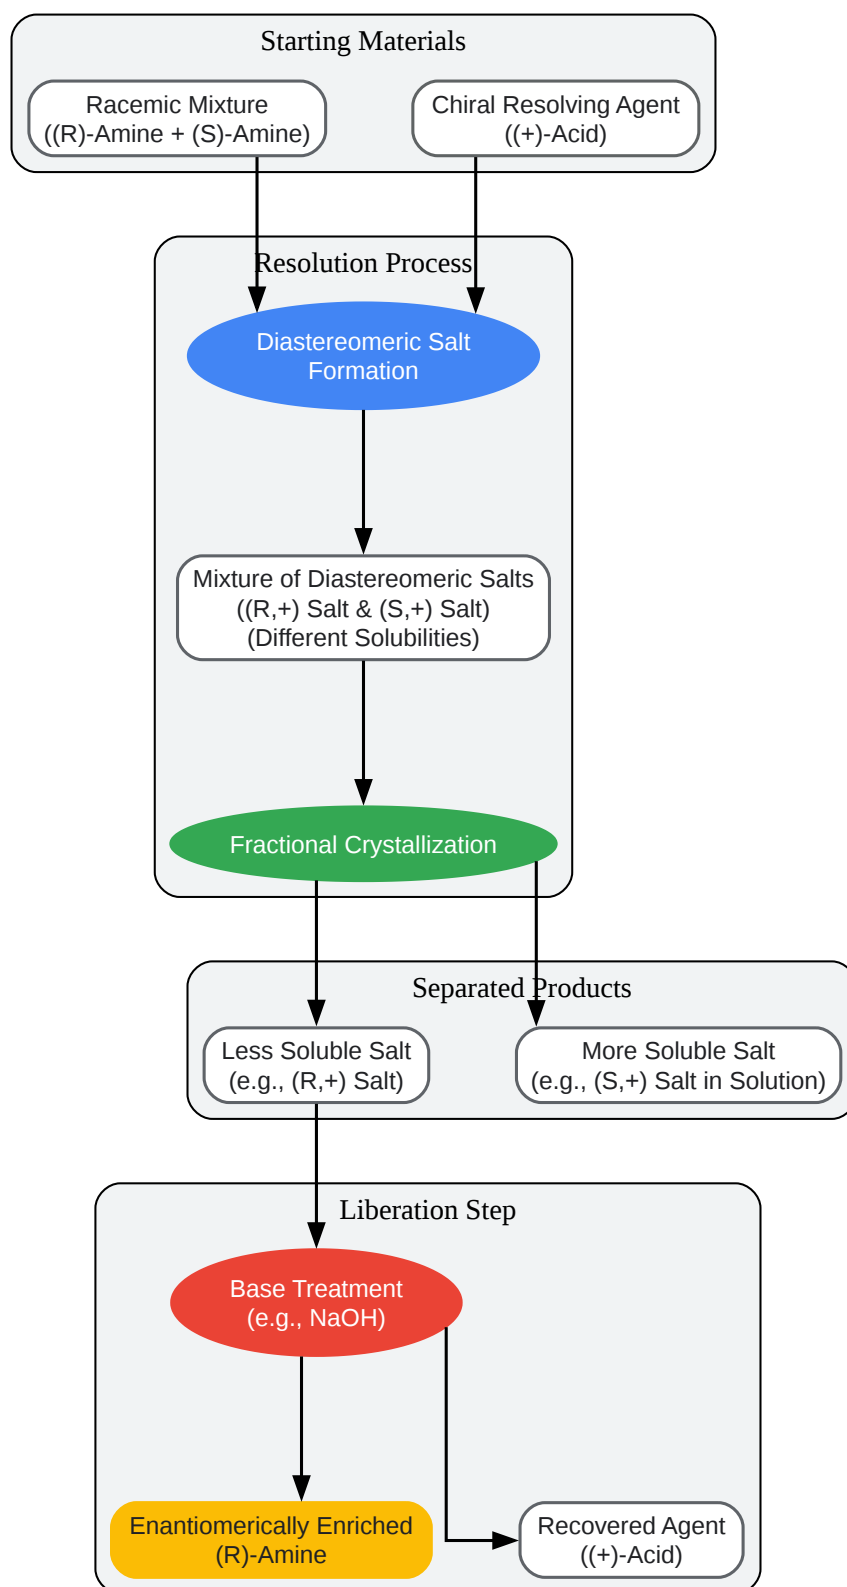 Starting Materials
Racemic Mixture
((R)-Amine + (S)-Amine)
Chiral Resolving Agent
((+)-Acid)
Resolution Process
Diastereomeric Salt
Formation
Mixture of Diastereomeric Salts
((R,+) Salt & (S,+) Salt)
(Different Solubilities)
Fractional Crystallization
Separated Products
Less Soluble Salt
(e.g., (R,+) Salt)
More Soluble Salt
(e.g., (S,+) Salt in Solution)
Liberation Step
Base Treatment
(e.g., NaOH)
Enantiomerically Enriched
(R)-Amine
Recovered Agent
((+)-Acid)